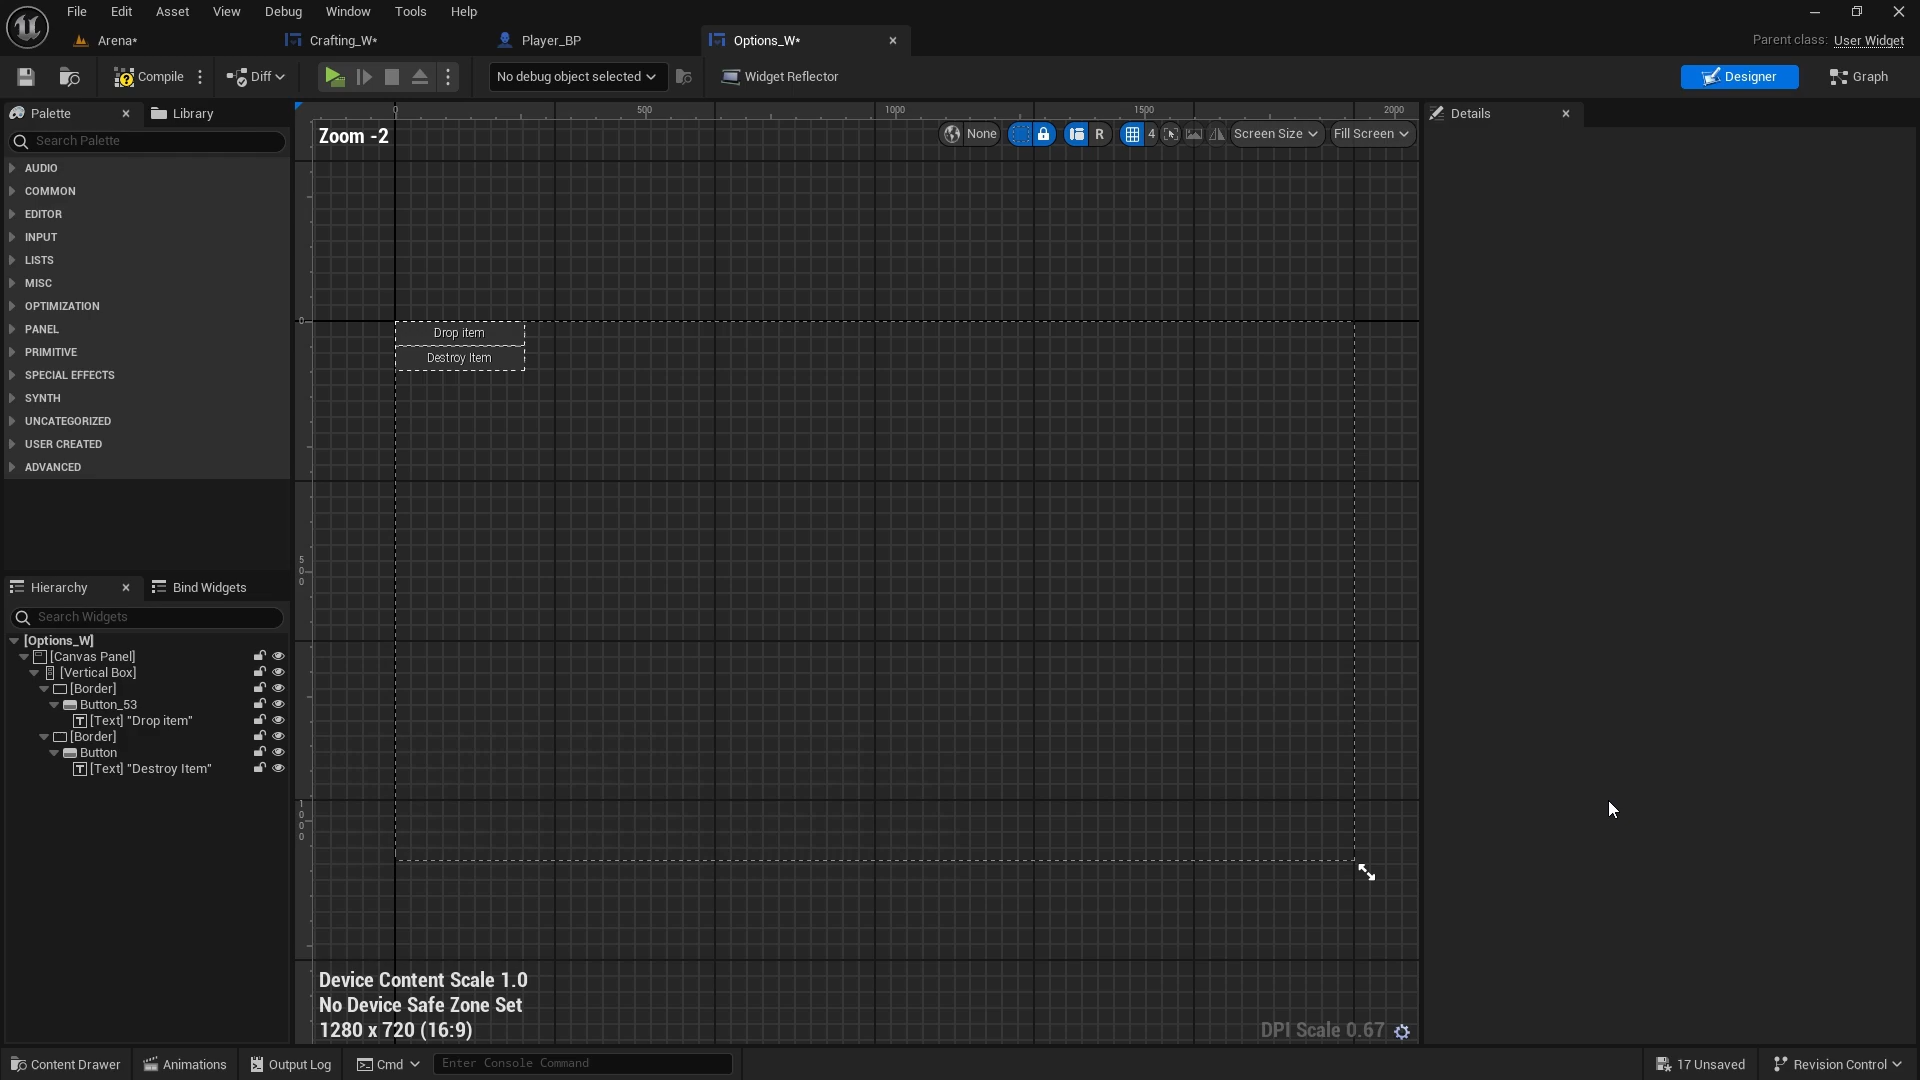 File Edit Asset View Debug Window Tools Help
Arena* Crafting_W* Player_BP Options_W* Parent class: User Widget
Compile Diff No debug object selected Widget Reflector Designer Graph
Palette Library 0 500 1000 1500 2000 Details
Search Palette Zoom -2 None R 4 Screen Size Fill Screen
AUDIO
COMMON
EDITOR
INPUT
LISTS
MISC
OPTIMIZATION
0
PANEL
Drop item
PRIMITIVE
Destroy Item
SPECIAL EFFECTS
SYNTH
UNCATEGORIZED
USER CREATED
ADVANCED
500
Hierarchy Bind Widgets
Search Widgets
[Options_W]
[Canvas Panel]
[Vertical Box]
[Border]
Button_53
[Text] "Drop item"
[Border]
Button
[Text] "Destroy Item"
1000
Device Content Scale 1.0
No Device Safe Zone Set
1280 x 720 (16:9) DPI Scale 0.67
Content Drawer Animations Output Log Cmd Enter Console Command 17 Unsaved Revision Control